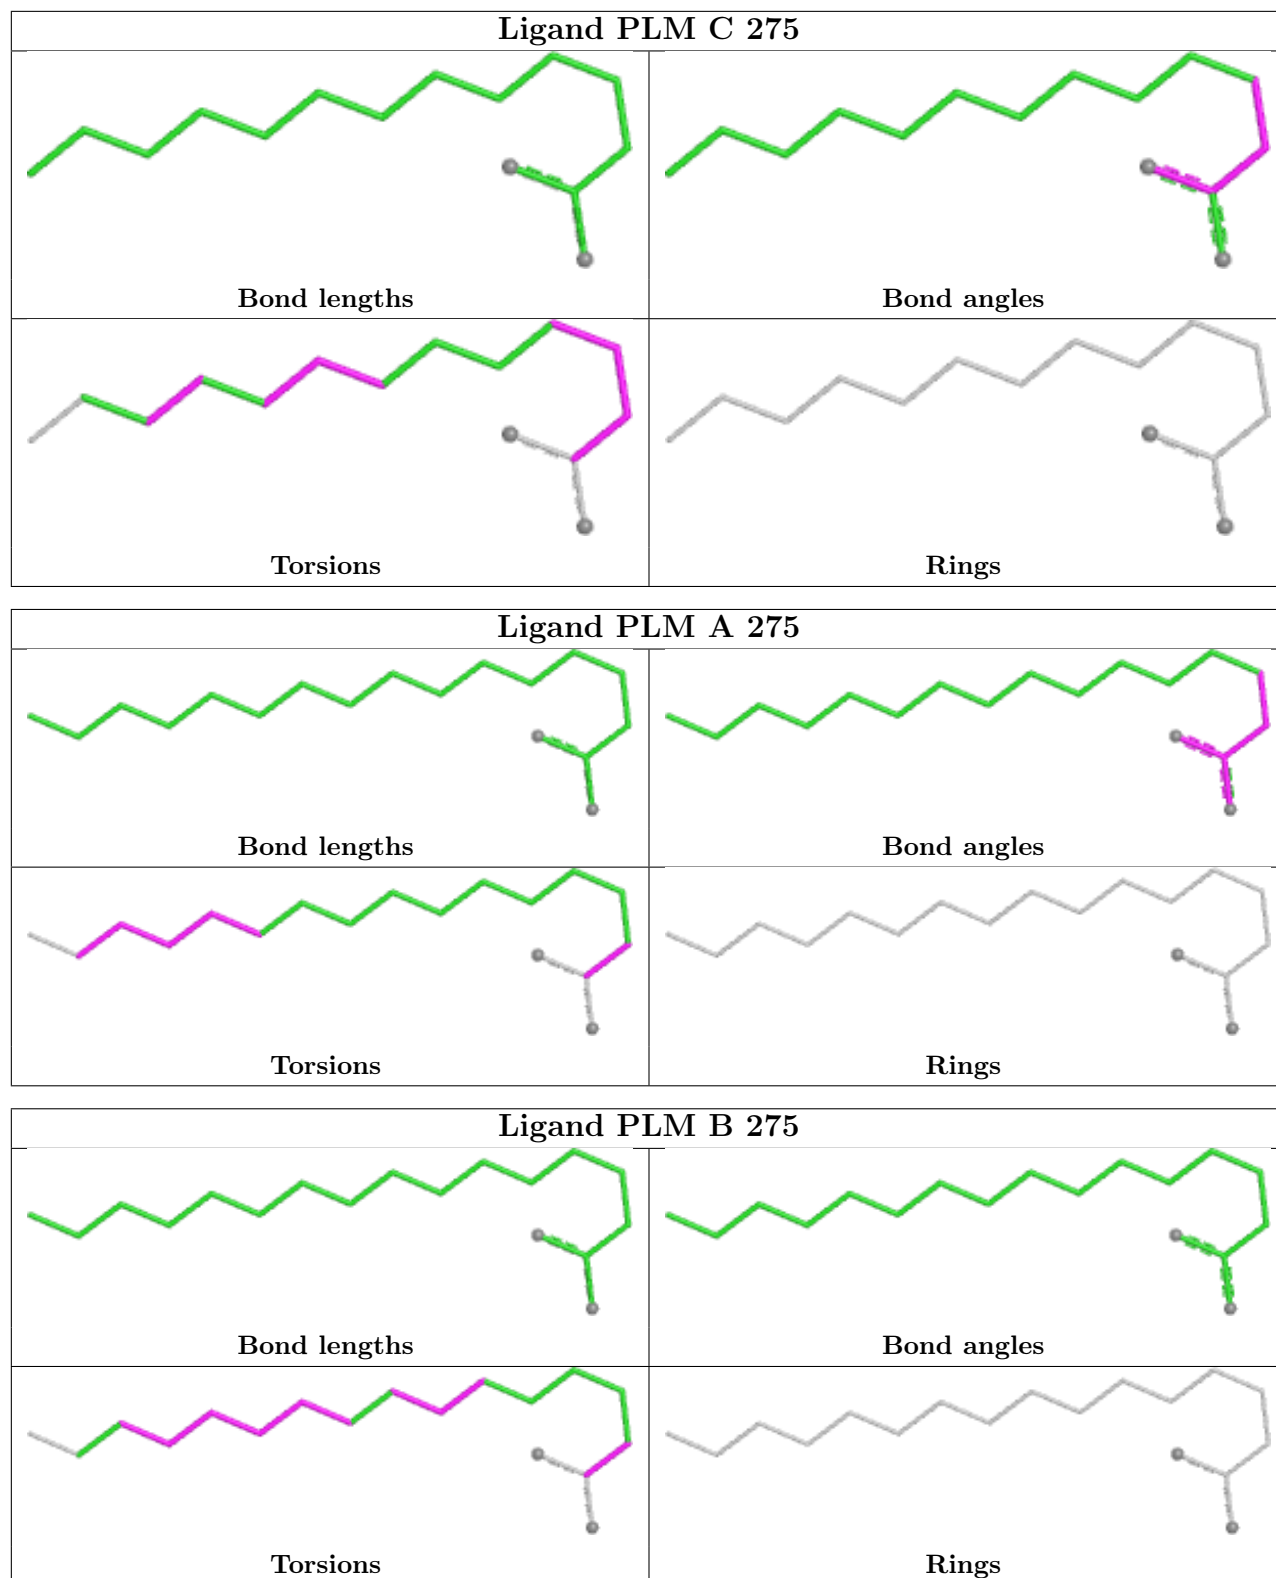 Ligand PLM C 275
Bond lengths
Bond angles
Torsions
Rings
Ligand PLM A 275
Bond lengths
Bond angles
Torsions
Rings
Ligand PLM B 275
Bond lengths
Bond angles
Torsions
Rings